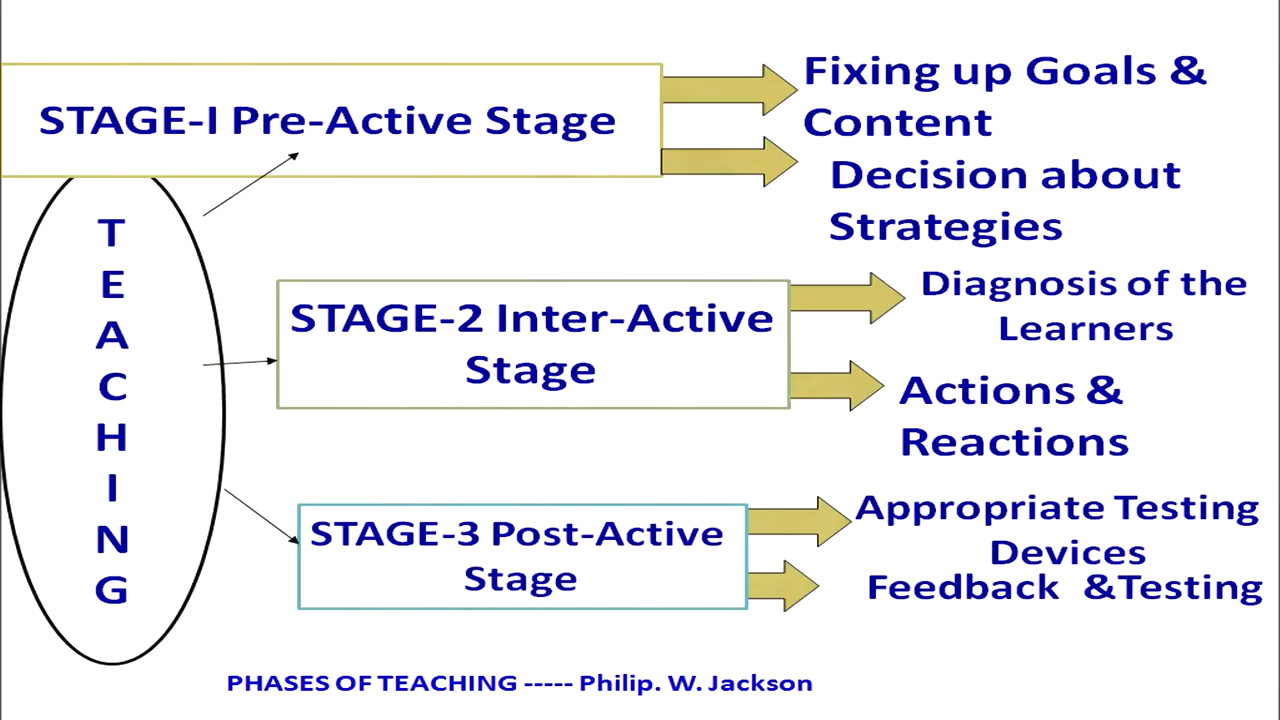 STAGE-I Pre-Active Stage
Fixing up Goals &
Content
Decision about
Strategies
TEACHING
STAGE-2 Inter-Active
Stage
Diagnosis of the
Learners
Actions &
Reactions
STAGE-3 Post-Active
Stage
Appropriate Testing
Devices
Feedback &Testing
PHASES OF TEACHING ----- Philip. W. Jackson